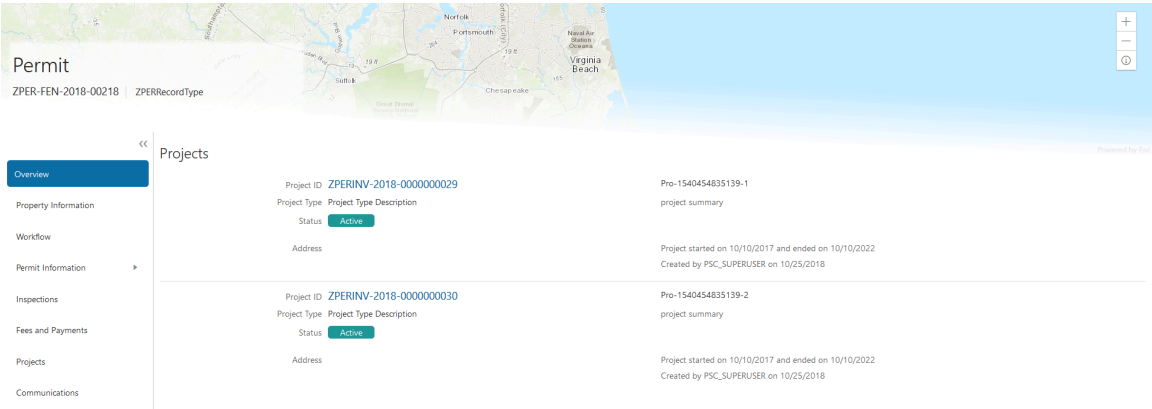 Norfolk
Portsmouth
Naval Air
Station
Oceana
Virginia
Beach
Suffolk
Chesapeake
Permit
ZPER-FEN-2018-00218 ZPERRecordType
Powered by Esri
Overview
Property Information
Workflow
Permit Information
Inspections
Fees and Payments
Projects
Communications
Projects
Project ID ZPERINV-2018-0000000029 Pro-1540454835139-1
Project Type Project Type Description project summary
Status Active
Address Project started on 10/10/2017 and ended on 10/10/2022
Created by PSC_SUPERUSER on 10/25/2018
Project ID ZPERINV-2018-0000000030 Pro-1540454835139-2
Project Type Project Type Description project summary
Status Active
Address Project started on 10/10/2017 and ended on 10/10/2022
Created by PSC_SUPERUSER on 10/25/2018